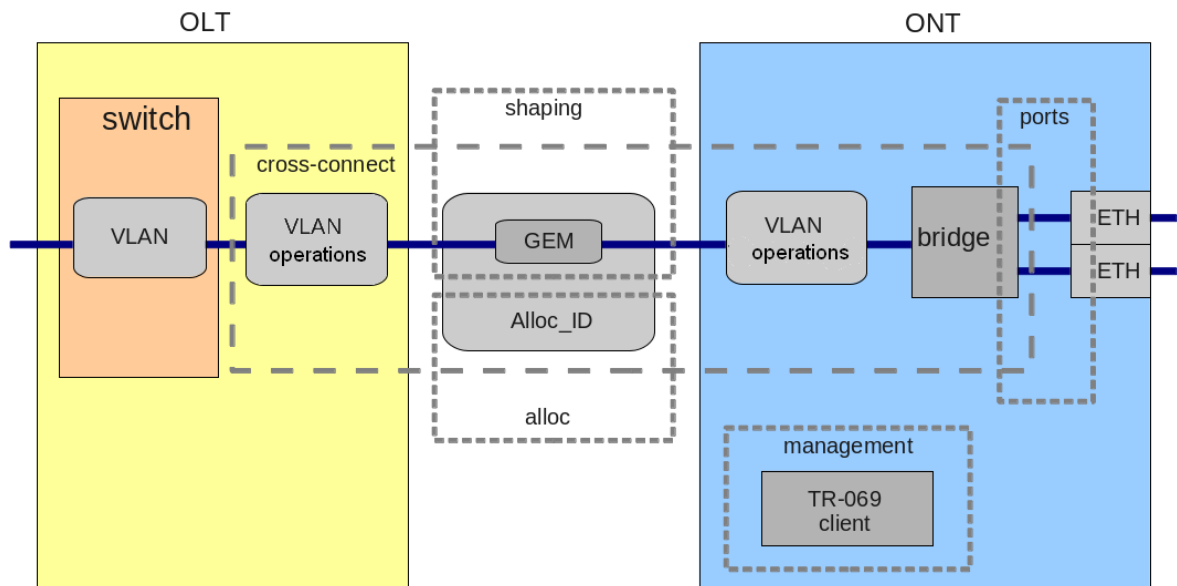 OLT
ONT
switch
shaping
ports
cross-connect
VLAN
VLAN
operations
GEM
VLAN
operations
bridge
ETH
ETH
Alloc_ID
alloc
management
TR-069
client